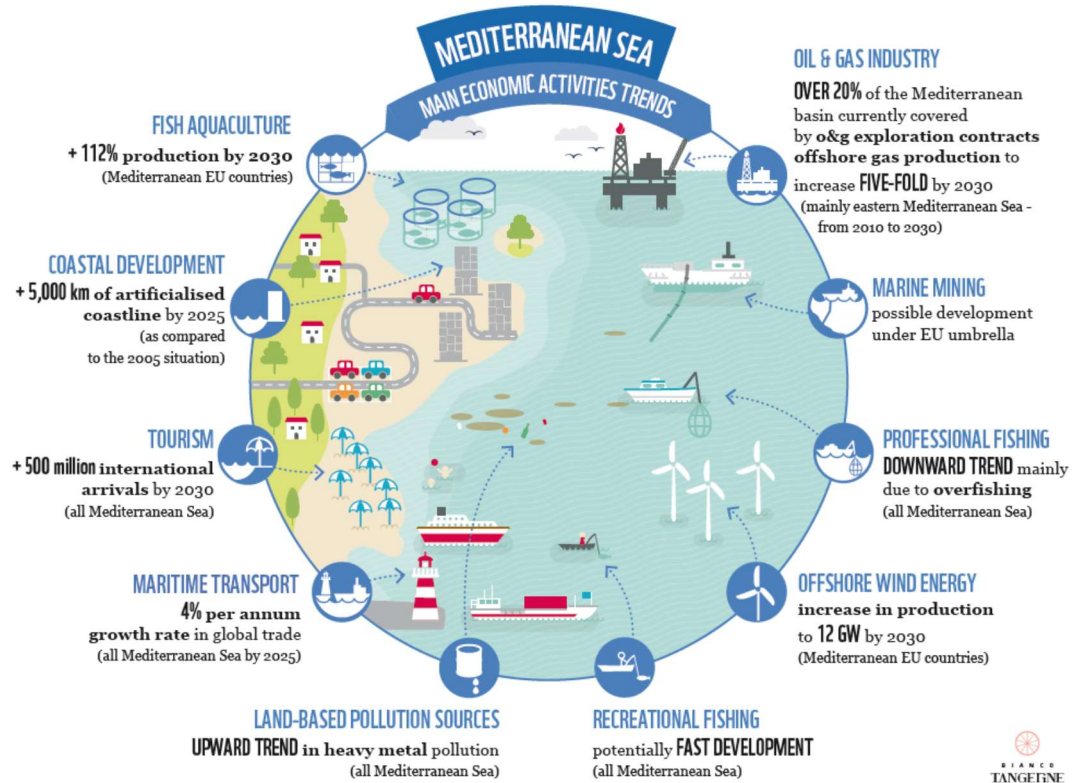 MEDITERRANEAN SEA
MAIN ECONOMIC ACTIVITIES TRENDS
FISH AQUACULTURE
+ 112% production by 2030
(Mediterranean EU countries)
COASTAL DEVELOPMENT
+ 5,000 km of artificialised
coastline by 2025
(as compared
to the 2005 situation)
TOURISM
+ 500 million international
arrivals by 2030
(all Mediterranean Sea)
MARITIME TRANSPORT
4% per annum
growth rate in global trade
(all Mediterranean Sea by 2025)
LAND-BASED POLLUTION SOURCES
UPWARD TREND in heavy metal pollution
(all Mediterranean Sea)
RECREATIONAL FISHING
potentially FAST DEVELOPMENT
(all Mediterranean Sea)
OIL & GAS INDUSTRY
OVER 20% of the Mediterranean
basin currently covered
by o&g exploration contracts
offshore gas production to
increase FIVE-FOLD by 2030
(mainly eastern Mediterranean Sea -
from 2010 to 2030)
MARINE MINING
possible development
under EU umbrella
PROFESSIONAL FISHING
DOWNWARD TREND mainly
due to overfishing
(all Mediterranean Sea)
OFFSHORE WIND ENERGY
increase in production
to 12 GW by 2030
(Mediterranean EU countries)
BIANCO
TANGERINE